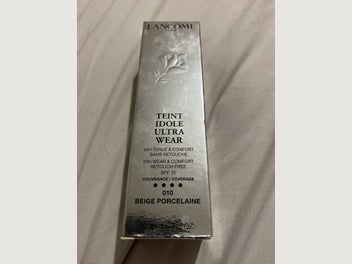 LANCÔME
TEINT
IDOLE
ULTRA
WEAR
24H TENUE & CONFORT
SANS RETOUCHE
24H WEAR & COMFORT
RETOUCH-FREE
SPF 15
COUVRANCE / COVERAGE
010
BEIGE PORCELAINE